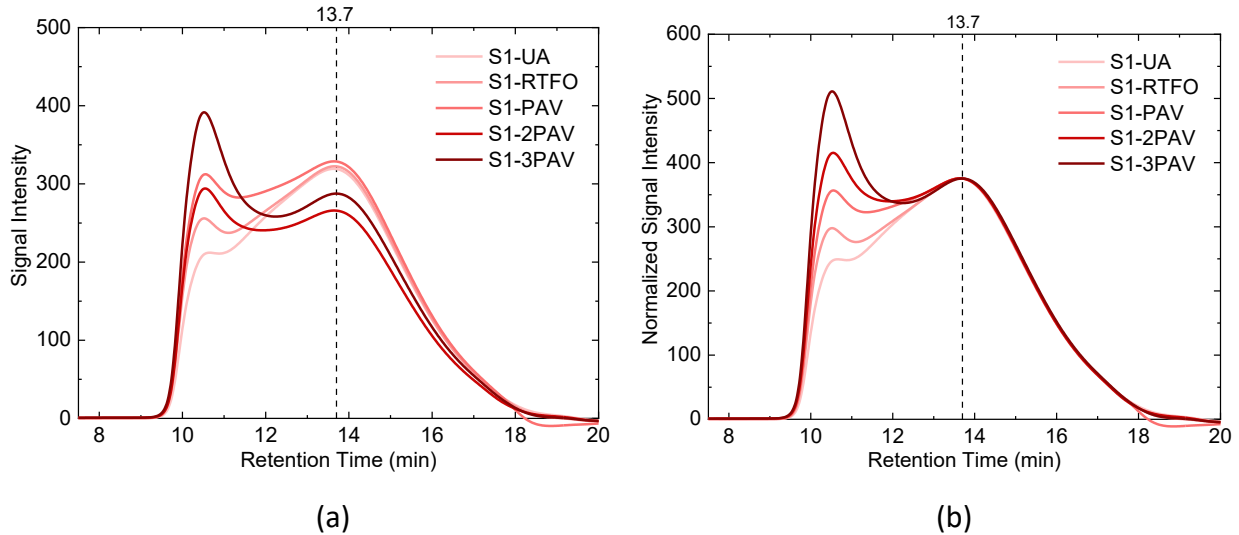 13.7
500
400
300
200
100
0
Signal Intensity
S1-UA
S1-RTFO
S1-PAV
S1-2PAV
S1-3PAV
8 10 12 14 16 18 20
Retention Time (min)
(a)
13.7
600
500
400
300
200
100
0
Normalized Signal Intensity
S1-UA
S1-RTFO
S1-PAV
S1-2PAV
S1-3PAV
8 10 12 14 16 18 20
Retention Time (min)
(b)